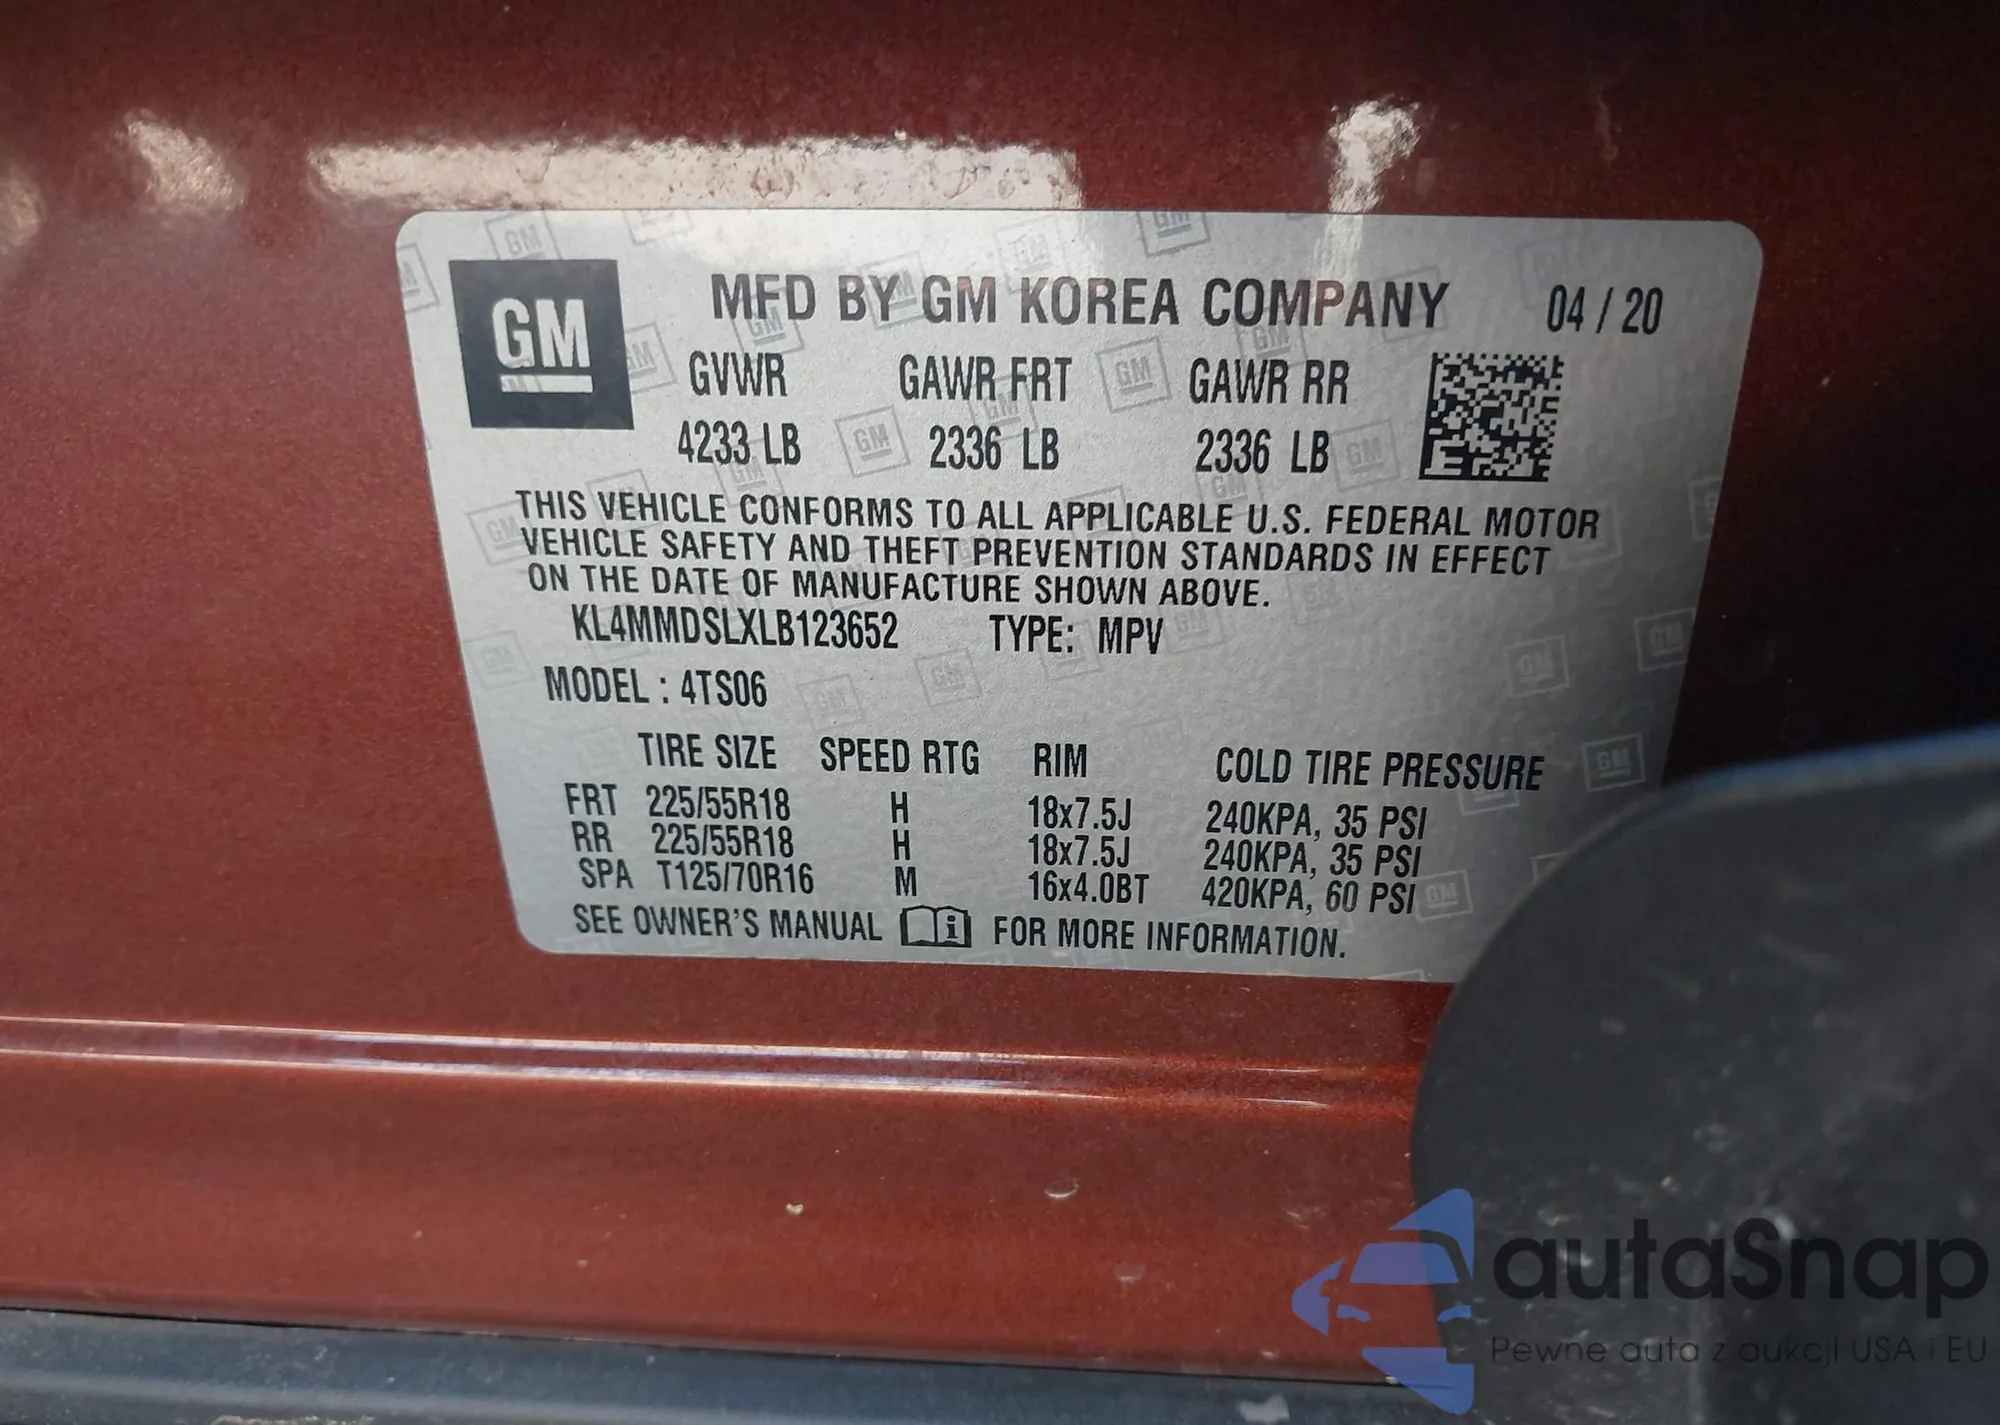 GM
MFD BY GM KOREA COMPANY 04 / 20
GVWR GAWR FRT GAWR RR
4233 LB 2336 LB 2336 LB
THIS VEHICLE CONFORMS TO ALL APPLICABLE U.S. FEDERAL MOTOR
VEHICLE SAFETY AND THEFT PREVENTION STANDARDS IN EFFECT
ON THE DATE OF MANUFACTURE SHOWN ABOVE.
KL4MMDSLXLB123652 TYPE: MPV
MODEL : 4TS06
TIRE SIZE SPEED RTG RIM COLD TIRE PRESSURE
FRT 225/55R18 H 18x7.5J 240KPA, 35 PSI
RR 225/55R18 H 18x7.5J 240KPA, 35 PSI
SPA T125/70R16 M 16x4.0BT 420KPA, 60 PSI
SEE OWNER'S MANUAL i FOR MORE INFORMATION.
autaSnap
Pewne auta z aukcji USA i EU